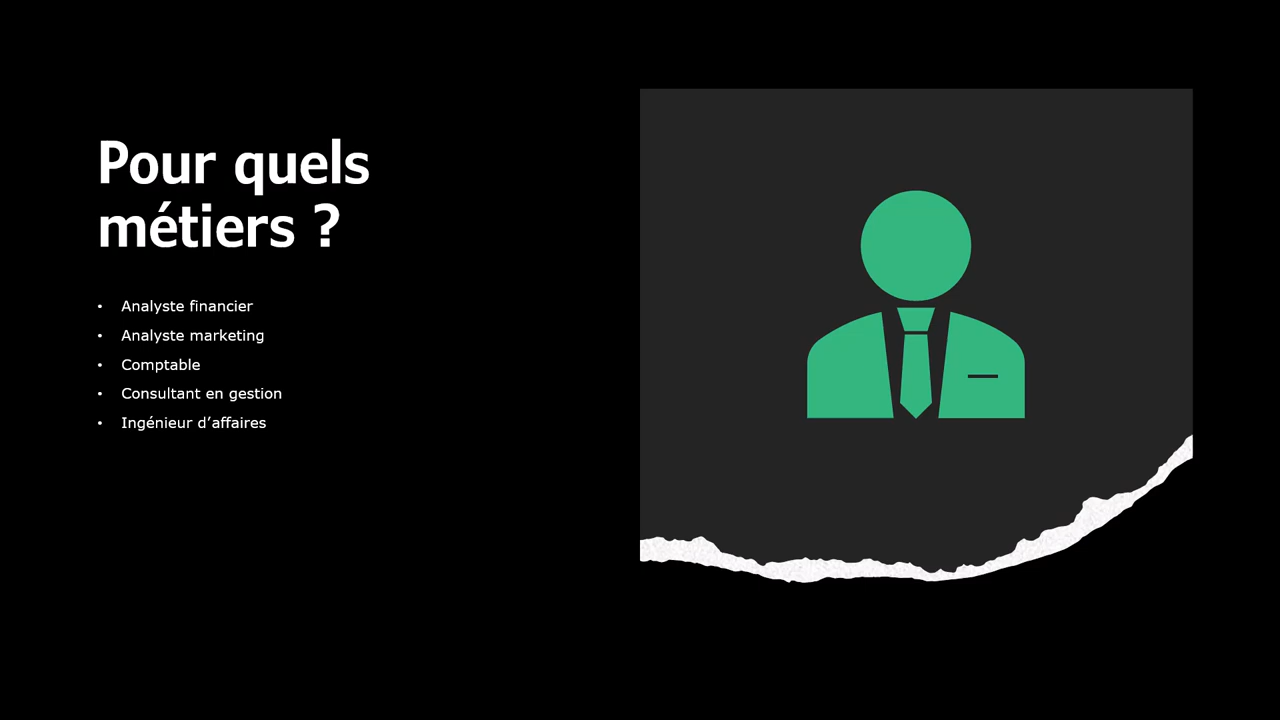 Pour quels
métiers ?
• Analyste financier
• Analyste marketing
• Comptable
• Consultant en gestion
• Ingénieur d’affaires